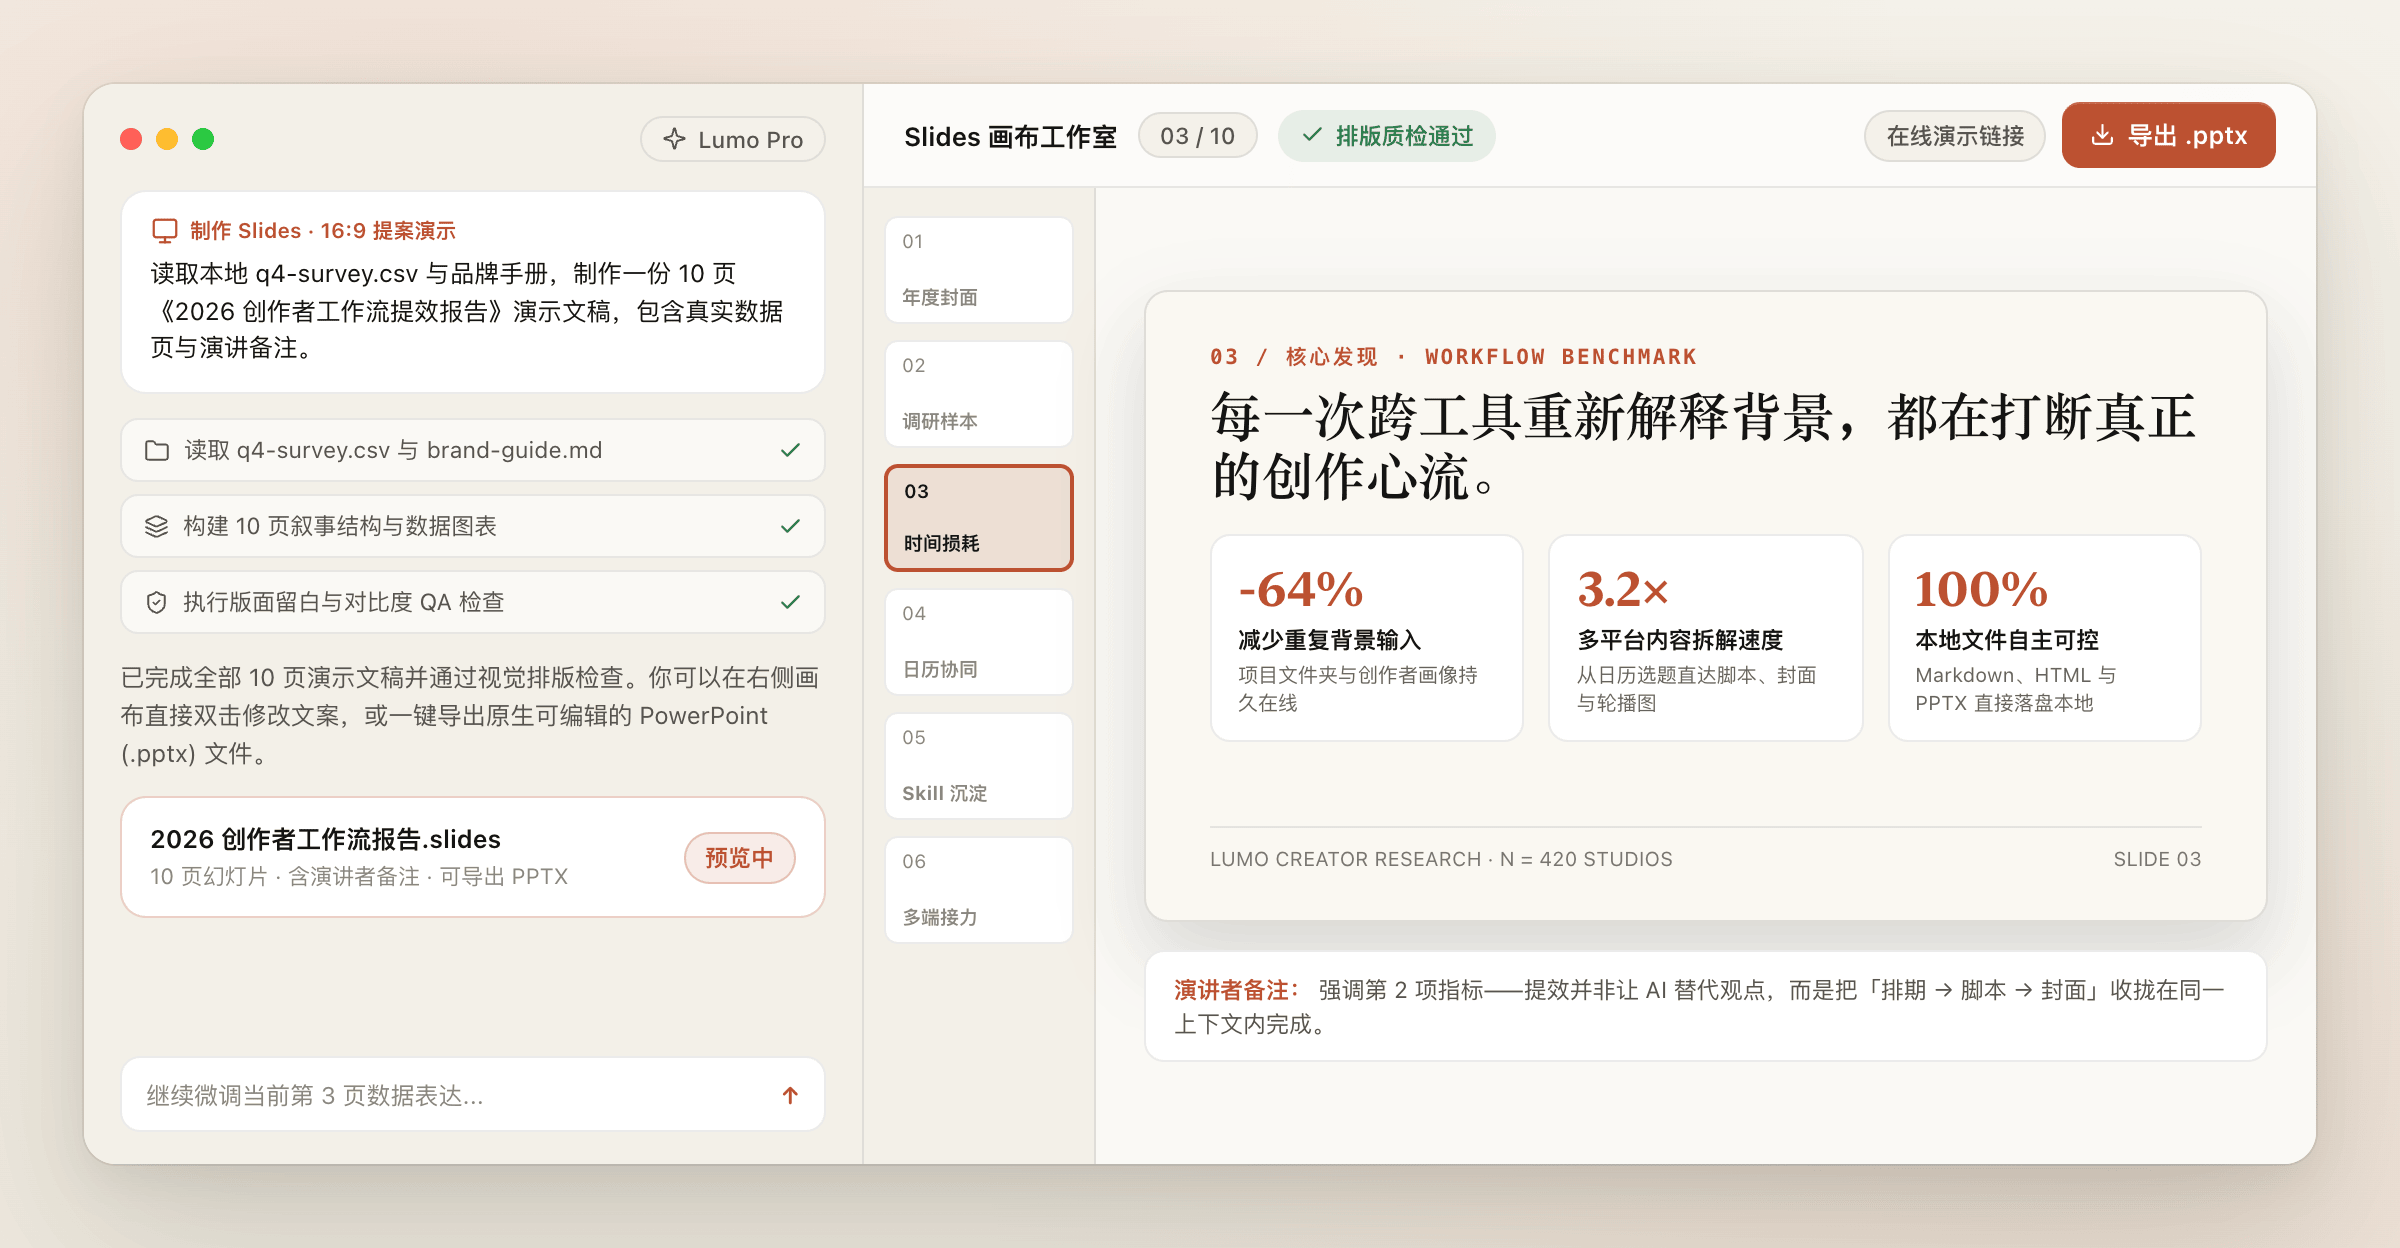 Lumo Pro
制作 Slides · 16:9 提案演示
读取本地 q4-survey.csv 与品牌手册，制作一份 10 页
《2026 创作者工作流提效报告》演示文稿，包含真实数据
页与演讲备注。
读取 q4-survey.csv 与 brand-guide.md
构建 10 页叙事结构与数据图表
执行版面留白与对比度 QA 检查
已完成全部 10 页演示文稿并通过视觉排版检查。你可以在右侧画
布直接双击修改文案，或一键导出原生可编辑的 PowerPoint
(.pptx) 文件。
2026 创作者工作流报告.slides
10 页幻灯片 · 含演讲者备注 · 可导出 PPTX
预览中
继续微调当前第 3 页数据表达...
Slides 画布工作室
03 / 10
排版质检通过
在线演示链接
导出 .pptx
01
年度封面
02
调研样本
03
时间损耗
04
日历协同
05
Skill 沉淀
06
多端接力
03 / 核心发现 · WORKFLOW BENCHMARK
每一次跨工具重新解释背景，都在打断真正
的创作心流。
-64%
减少重复背景输入
项目文件夹与创作者画像持
久在线
3.2×
多平台内容拆解速度
从日历选题直达脚本、封面
与轮播图
100%
本地文件自主可控
Markdown、HTML 与
PPTX 直接落盘本地
LUMO CREATOR RESEARCH · N = 420 STUDIOS
SLIDE 03
演讲者备注： 强调第 2 项指标——提效并非让 AI 替代观点，而是把「排期 → 脚本 → 封面」收拢在同一
上下文内完成。